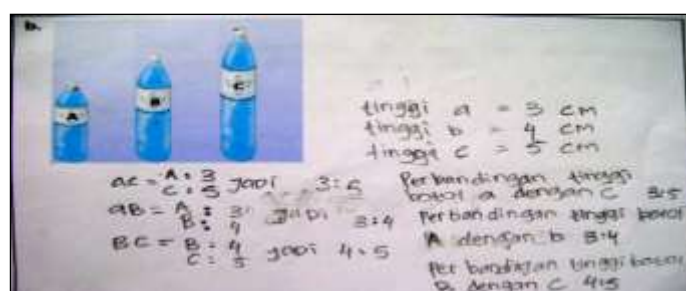 b.
A
B
C
tinggi a = 3 cm
tinggi b = 4 cm
tinggi c = 5 cm
ac = A : 3 jadi 3:5
C : 5
aB = A : 3 jadi 3:4
B : 4
BC = B : 4 jadi 4:5
C : 5
Perbandingan tinggi
botol a dengan C 3:5
Perbandingan tinggi botol
A dengan b 3:4
Perbandingan tinggi botol
B dengan C 4:5